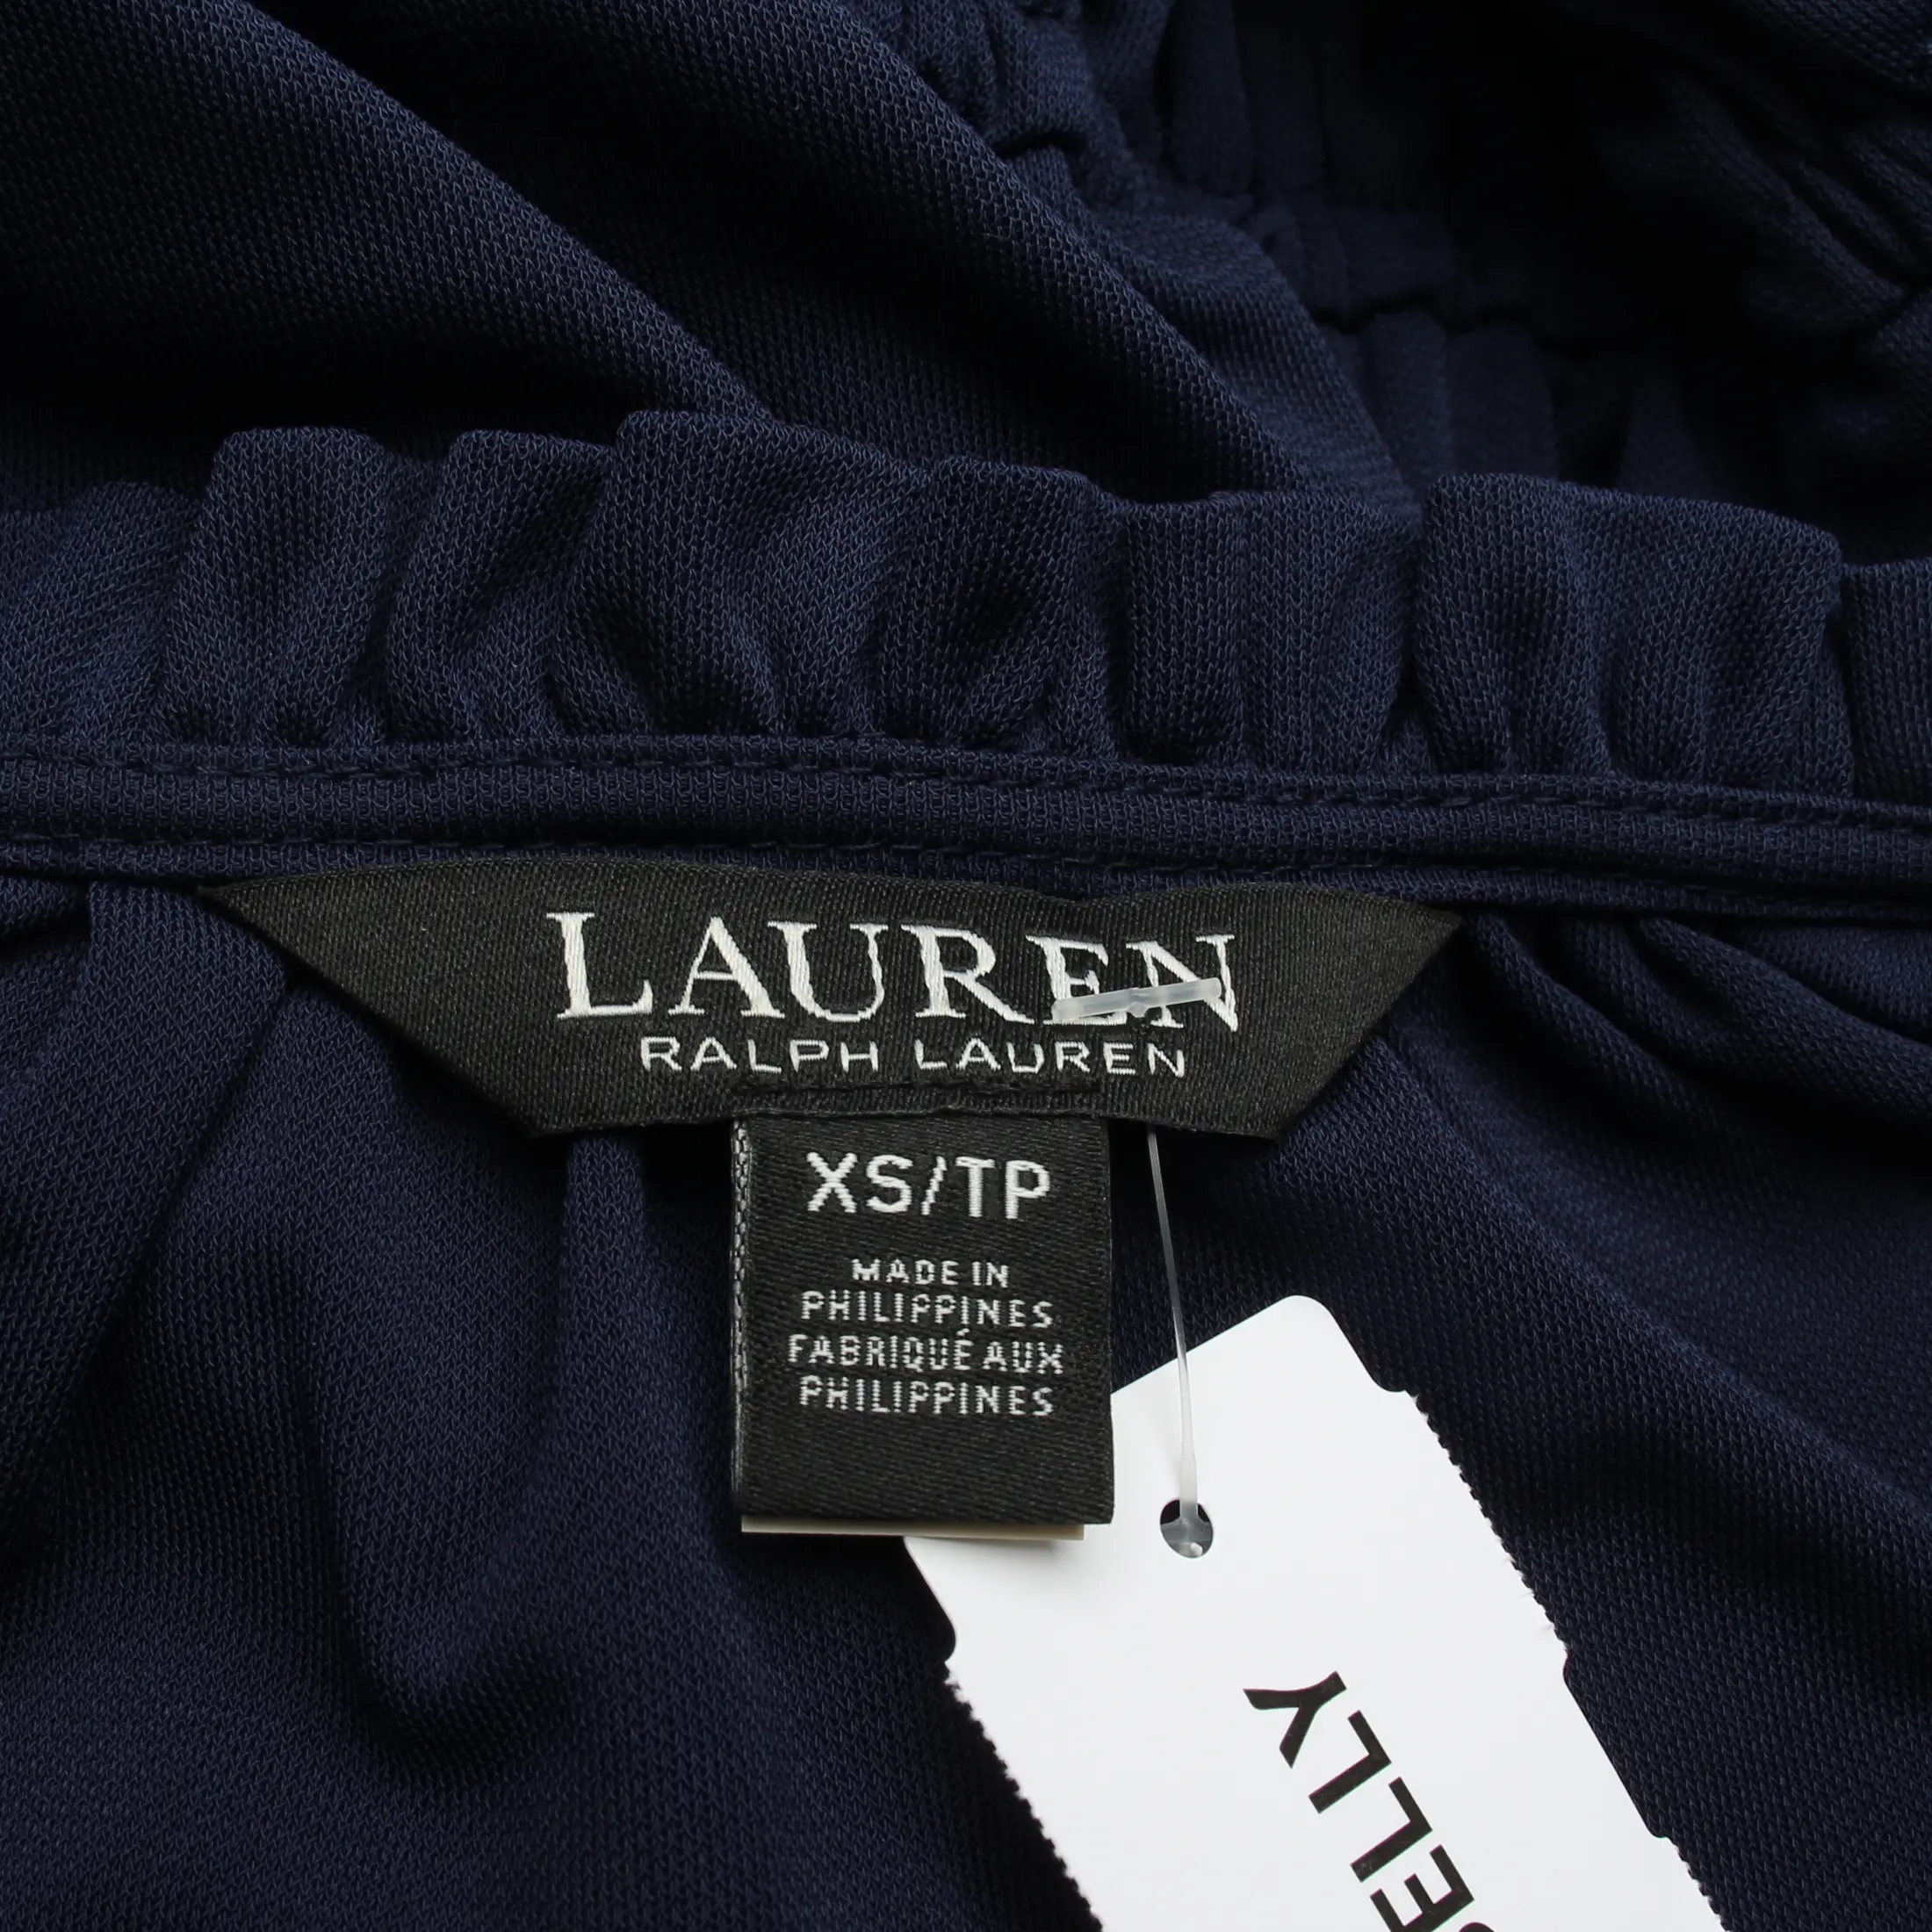 LAUREN
RALPH LAUREN
XS/TP
MADE IN
PHILIPPINES
FABRIQUÉ AUX
PHILIPPINES